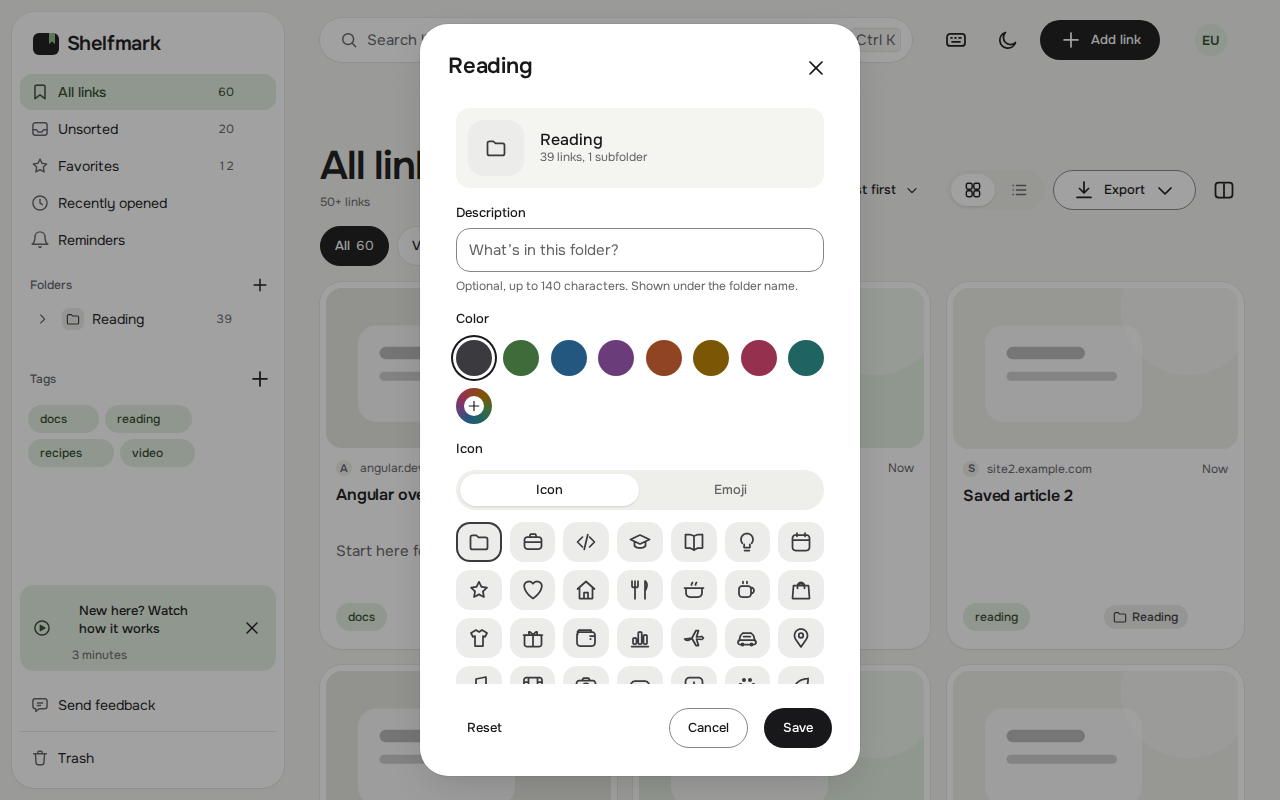 Shelfmark
Search
Ctrl K
Add link
EU
All links 60
Unsorted 20
Favorites 12
Recently opened
Reminders
Folders
Reading 39
Tags
docs reading
recipes video
New here? Watch
how it works
3 minutes
Send feedback
Trash
All
50+ links
first
Export
All 60
A angular.dev
Now
Angular
Start here
docs
S site2.example.com Now
Saved article 2
reading Reading
Reading
Reading
39 links, 1 subfolder
Description
What's in this folder?
Optional, up to 140 characters. Shown under the folder name.
Color
Icon
Icon Emoji
Reset Cancel Save